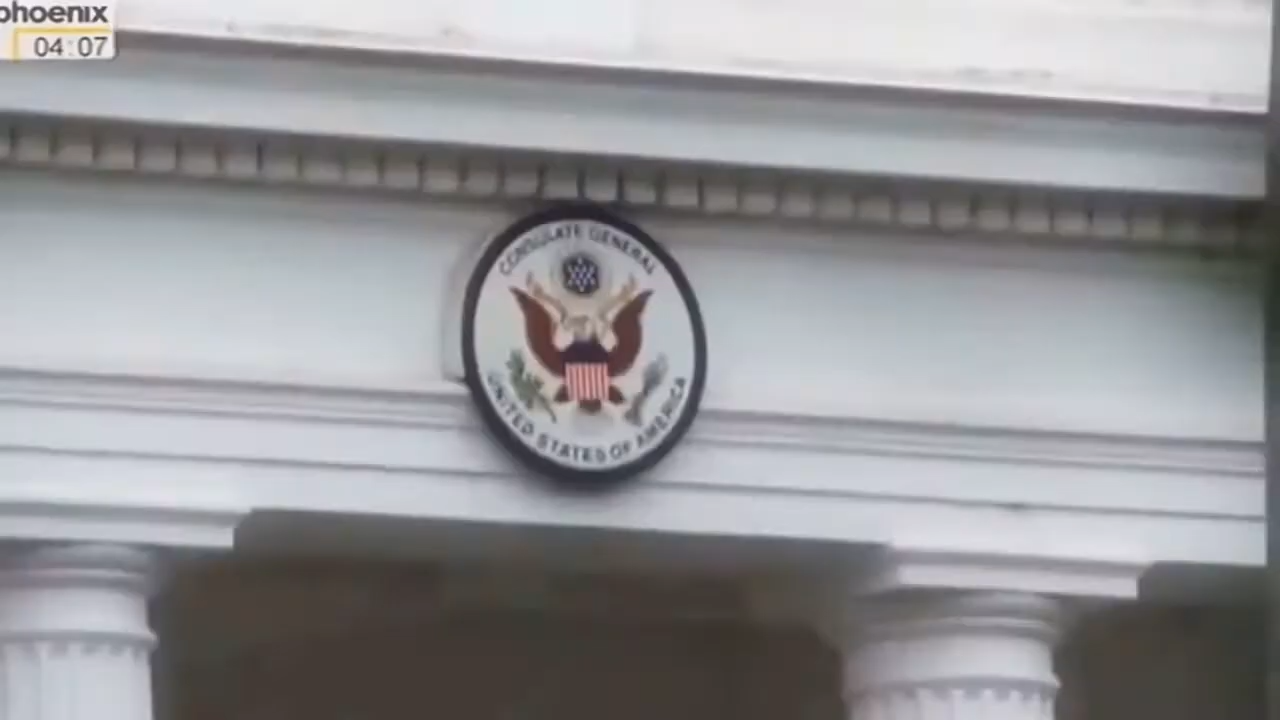 phoenix
04:07
CONSULATE GENERAL
UNITED STATES OF AMERICA